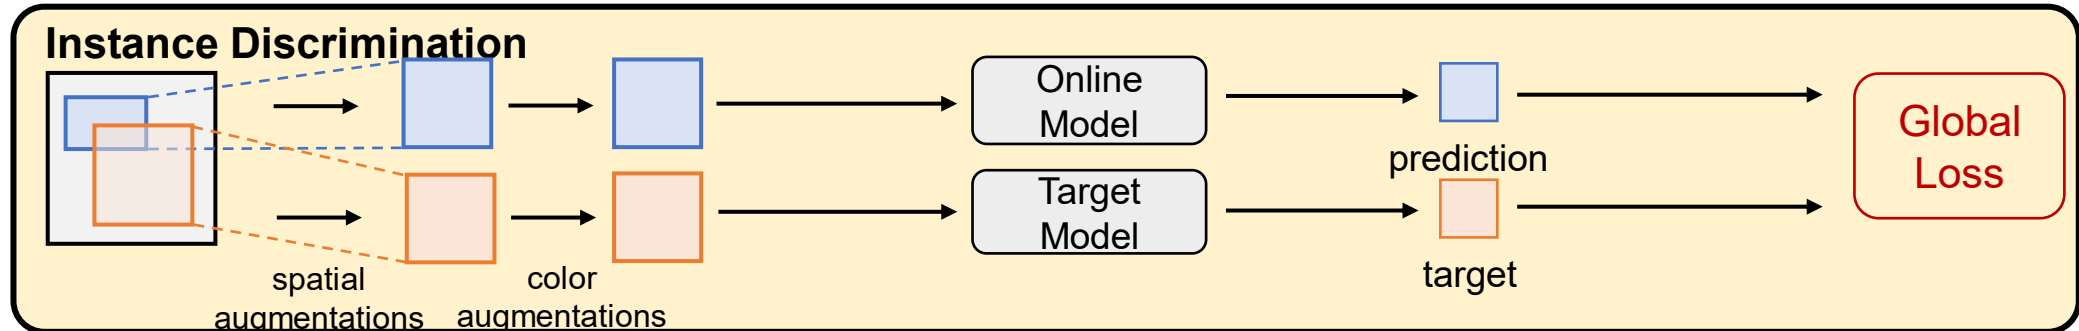 Instance Discrimination
Online
Model
prediction
Global
Loss
Target
Model
target
spatial
augmentations
color
augmentations